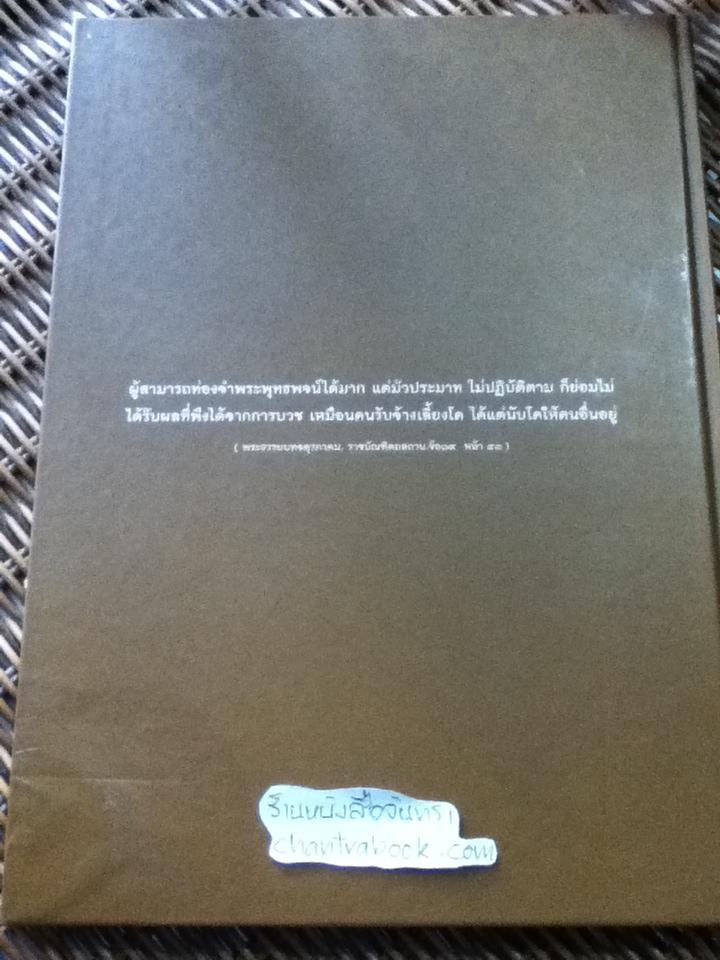 ผู้สามารถท่องจำพระพุทธพจน์ได้มาก แต่มัวประมาท ไม่ปฏิบัติตาม ก็ย่อมไม่
ได้รับผลที่พึงได้จากการบวช เหมือนคนรับจ้างเลี้ยงโค ได้แต่นับโคให้คนอื่นอยู่
หน้า
ร้านหนังสือจันทรา
chantrabook.com